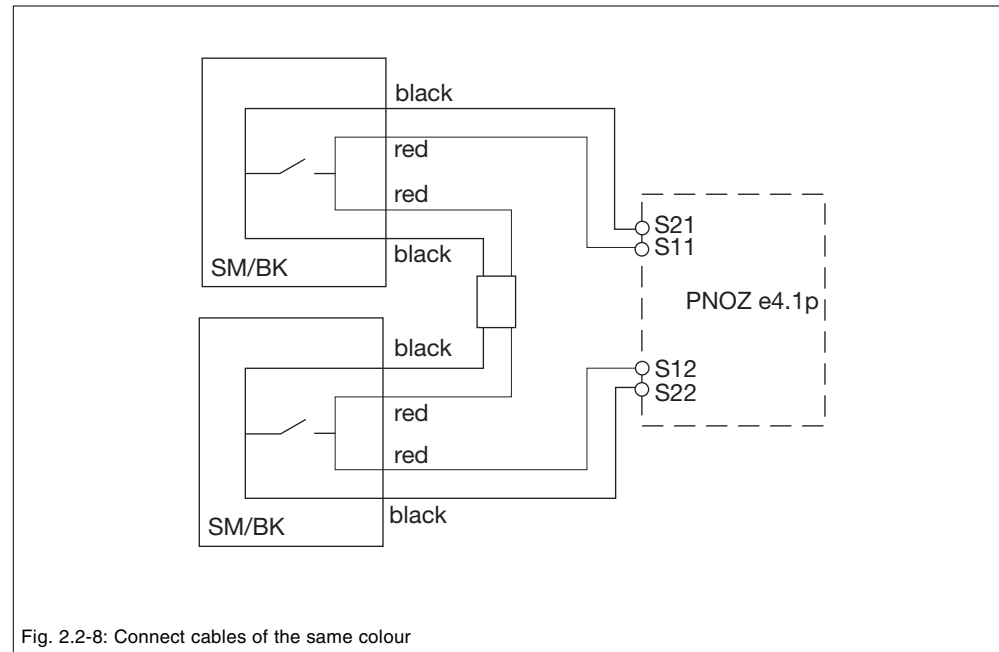 black
red
red
black
SM/BK
S21
S11
PNOZ e4.1p
black
red
red
black
SM/BK
S12
S22
Fig. 2.2-8: Connect cables of the same colour